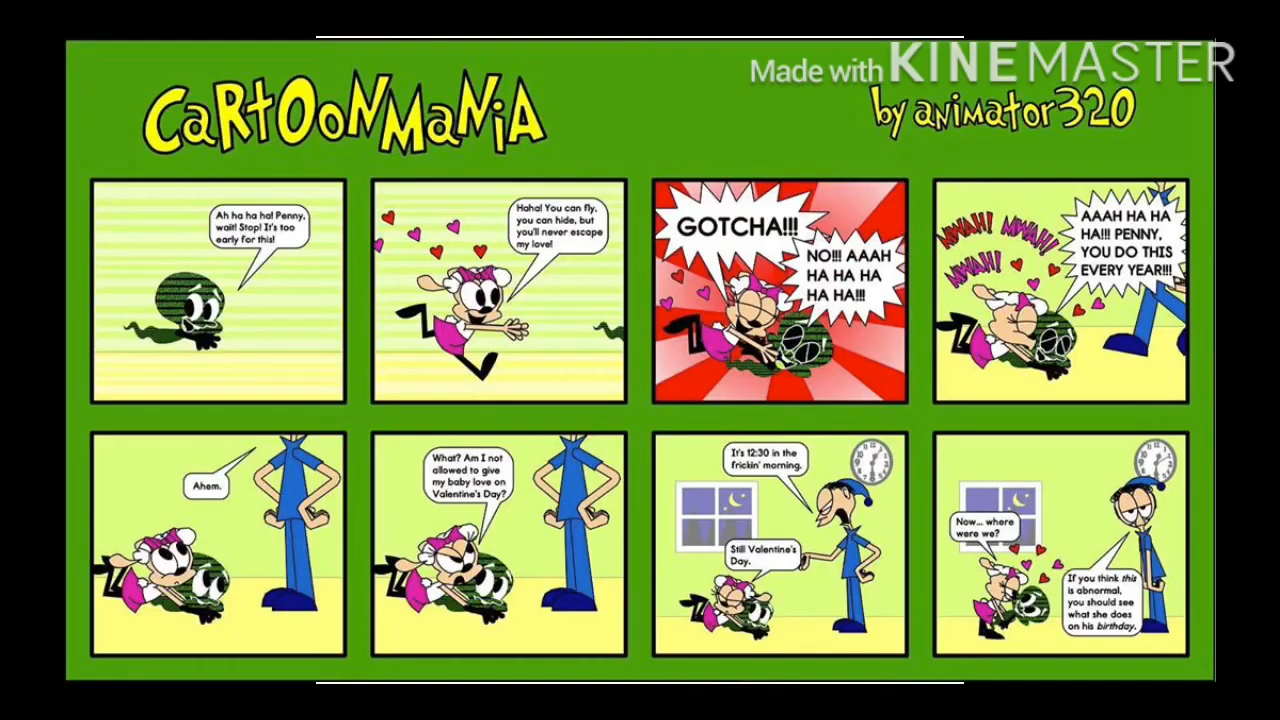 Made with KINEMASTER
CARTOONMANIA
by animator320
Ah ha ha ha! Penny,
wait! Stop! It's too
early for this!
Haha! You can fly,
you can hide, but
you'll never escape
my love!
GOTCHA!!!
NO!!! AAAH
HA HA HA
HA HA!!!
MWAH! MWAH!
MWAH!
AAAH HA HA
HA!!! PENNY,
YOU DO THIS
EVERY YEAR!!!
Ahem.
What? Am I not
allowed to give
my baby love on
Valentine's Day?
It's 12:30 in the
frickin' morning.
Still Valentine's
Day.
Now... where
were we?
If you think this
is abnormal,
you should see
what she does
on his birthday.